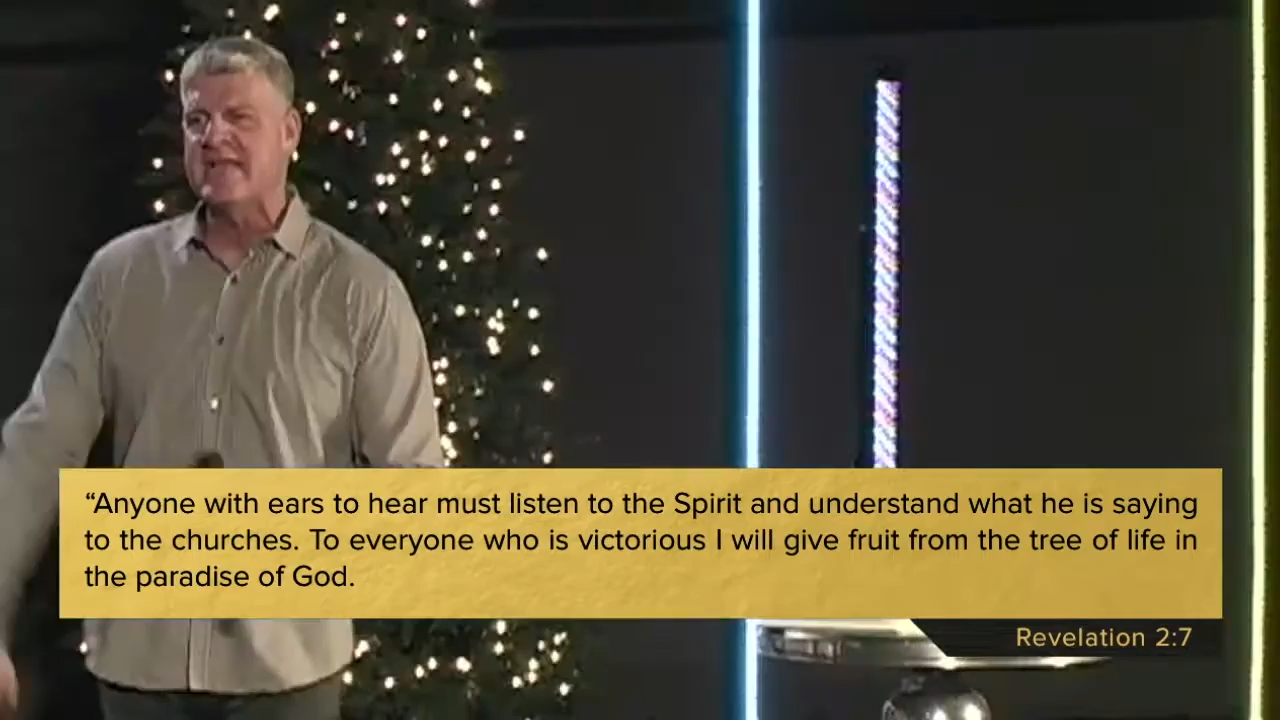 “Anyone with ears to hear must listen to the Spirit and understand what he is saying
to the churches. To everyone who is victorious I will give fruit from the tree of life in
the paradise of God.
Revelation 2:7